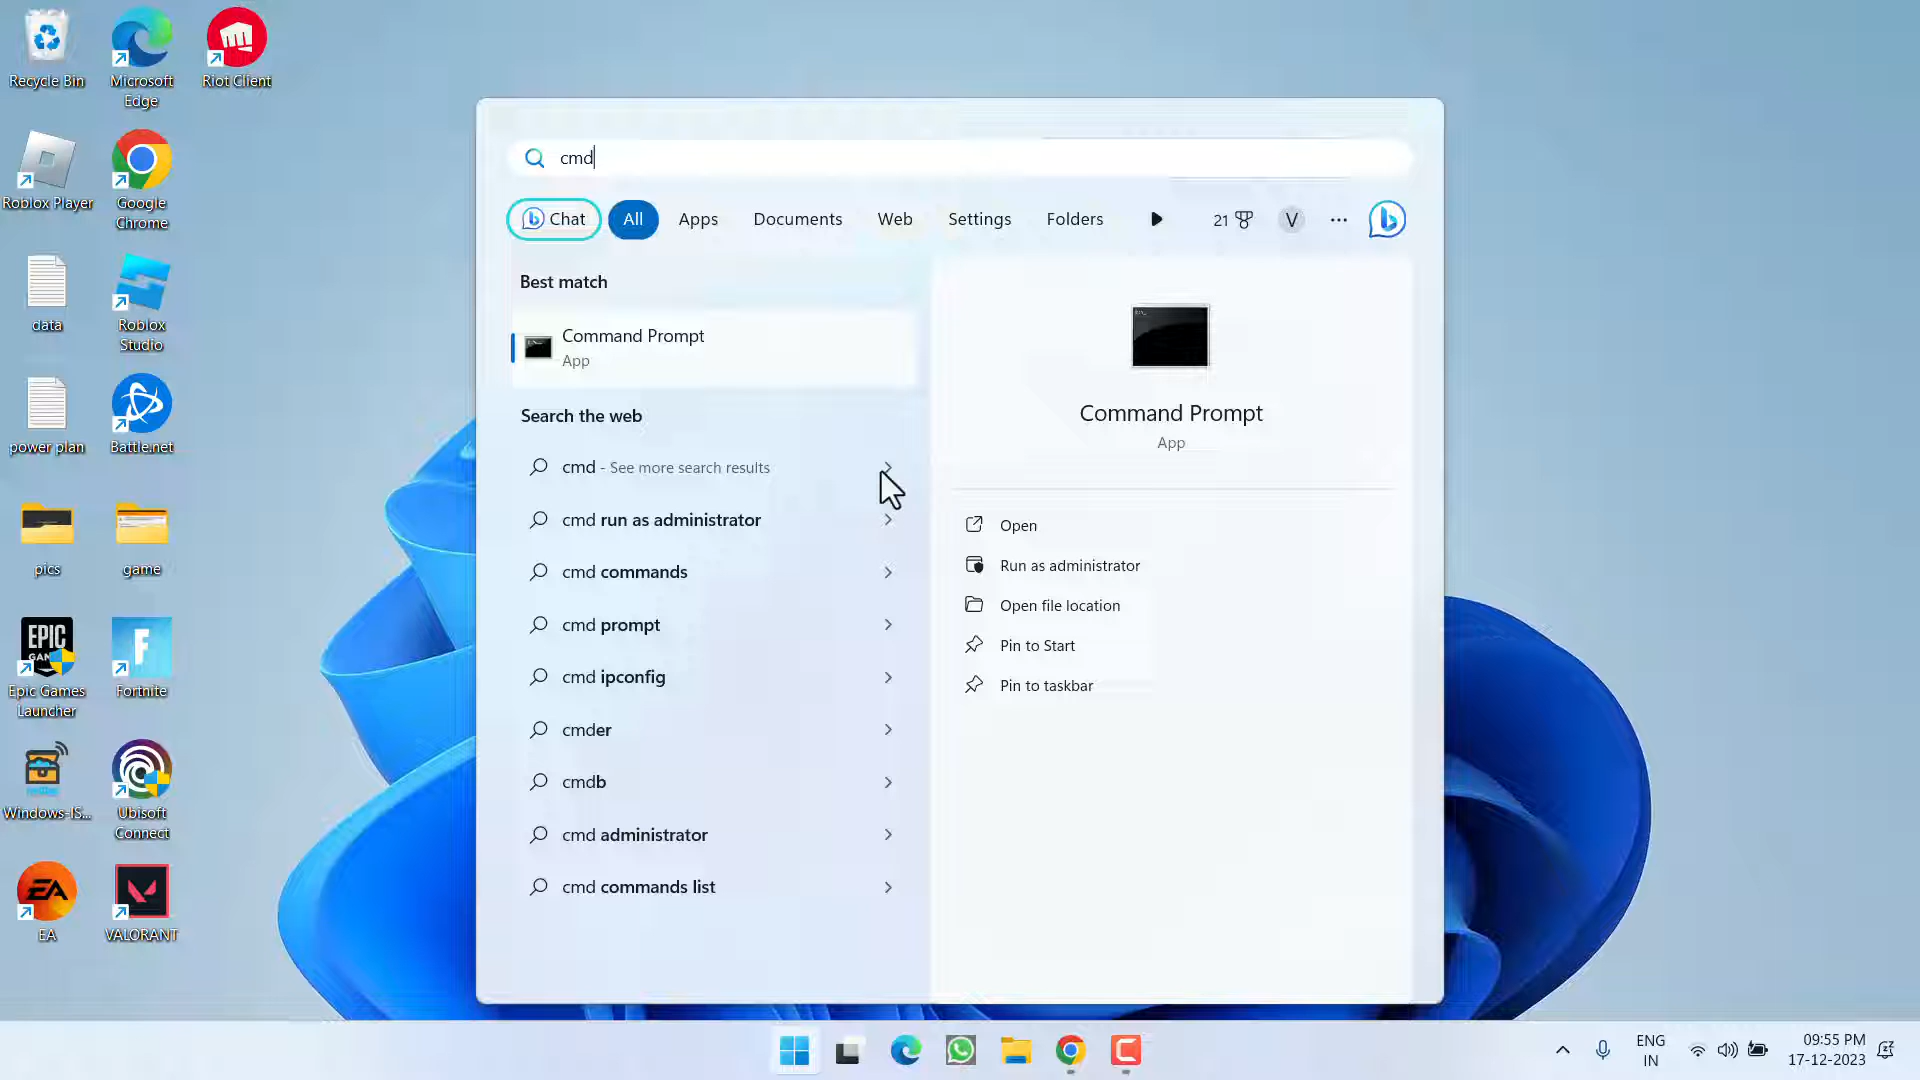 Recycle Bin
Microsoft
Edge
Riot Client
Roblox Player
Google
Chrome
data
Roblox
Studio
power plan
Battle.net
pics
game
EPIC
Epic Games
Launcher
F
Fortnite
Windows-IS...
Ubisoft
Connect
EA
EA
VALORANT
cmd
Chat
All
Apps
Documents
Web
Settings
Folders
21
V
Best match
Command Prompt
App
Search the web
cmd - See more search results
cmd run as administrator
cmd commands
cmd prompt
cmd ipconfig
cmder
cmdb
cmd administrator
cmd commands list
Command Prompt
App
Open
Run as administrator
Open file location
Pin to Start
Pin to taskbar
ENG
IN
09:55 PM
17-12-2023